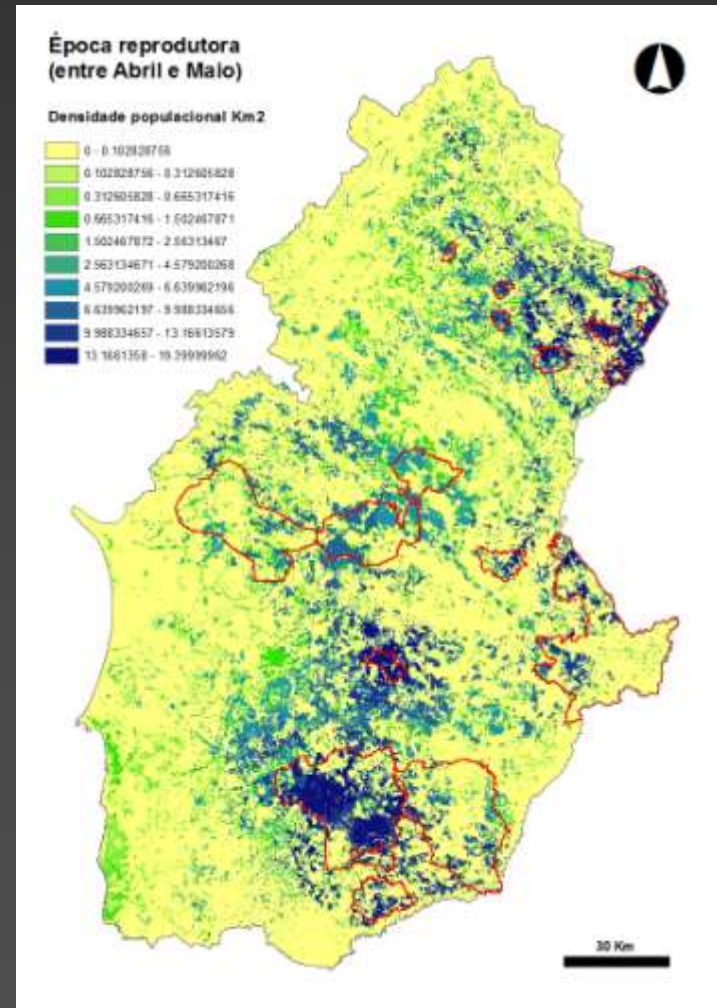 Época reprodutora
(entre Abril e Maio)
Densidade populacional Km2
0 - 0.102828756
0.102828756 - 0.312605828
0.312605828 - 0.665317416
0.665317416 - 1.502467871
1.502467872 - 2.56313467
2.563134671 - 4.579200268
4.579200269 - 6.639962196
6.639962197 - 9.988334656
9.988334657 - 13.16613579
13.1661358 - 19.39999962
30 Km